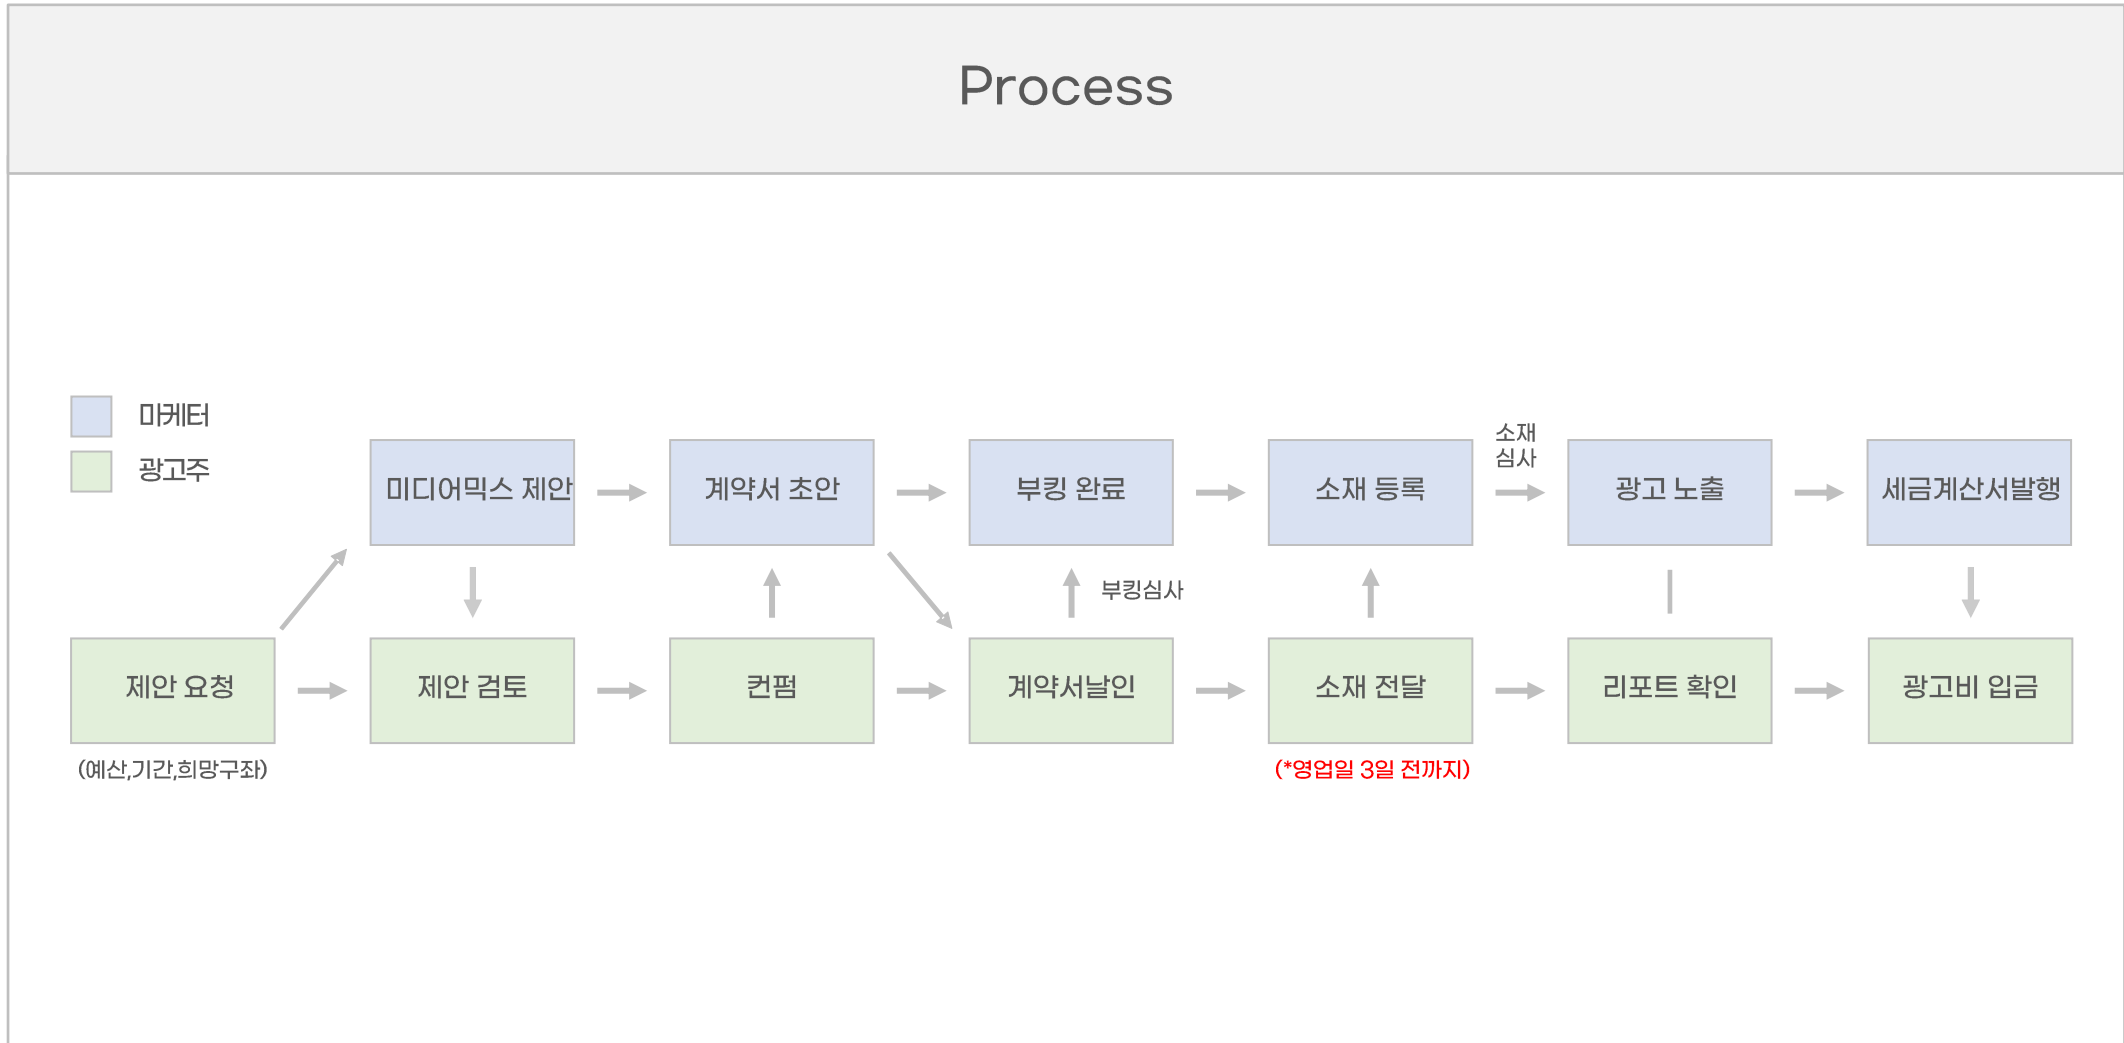 Process
마케터
광고주
미디어믹스 제안
계약서 초안
부킹 완료
소재 등록
소재
심사
광고 노출
세금계산서발행
부킹심사
제안 요청
제안 검토
컨펌
계약서날인
소재 전달
리포트 확인
광고비 입금
(예산,기간,희망구좌)
(*영업일 3일 전까지)